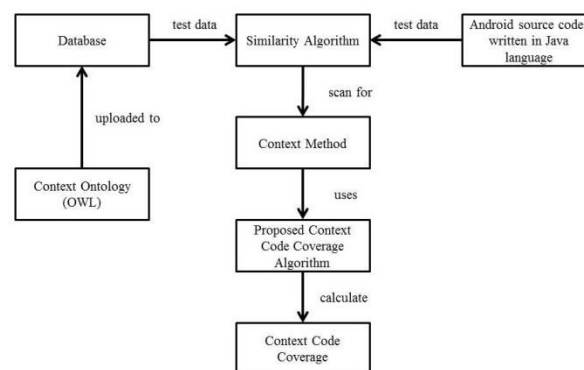 Database
test data
Similarity Algorithm
test data
Android source code
written in Java
language
scan for
uploaded to
Context Method
Context Ontology
(OWL)
uses
Proposed Context
Code Coverage
Algorithm
calculate
Context Code
Coverage